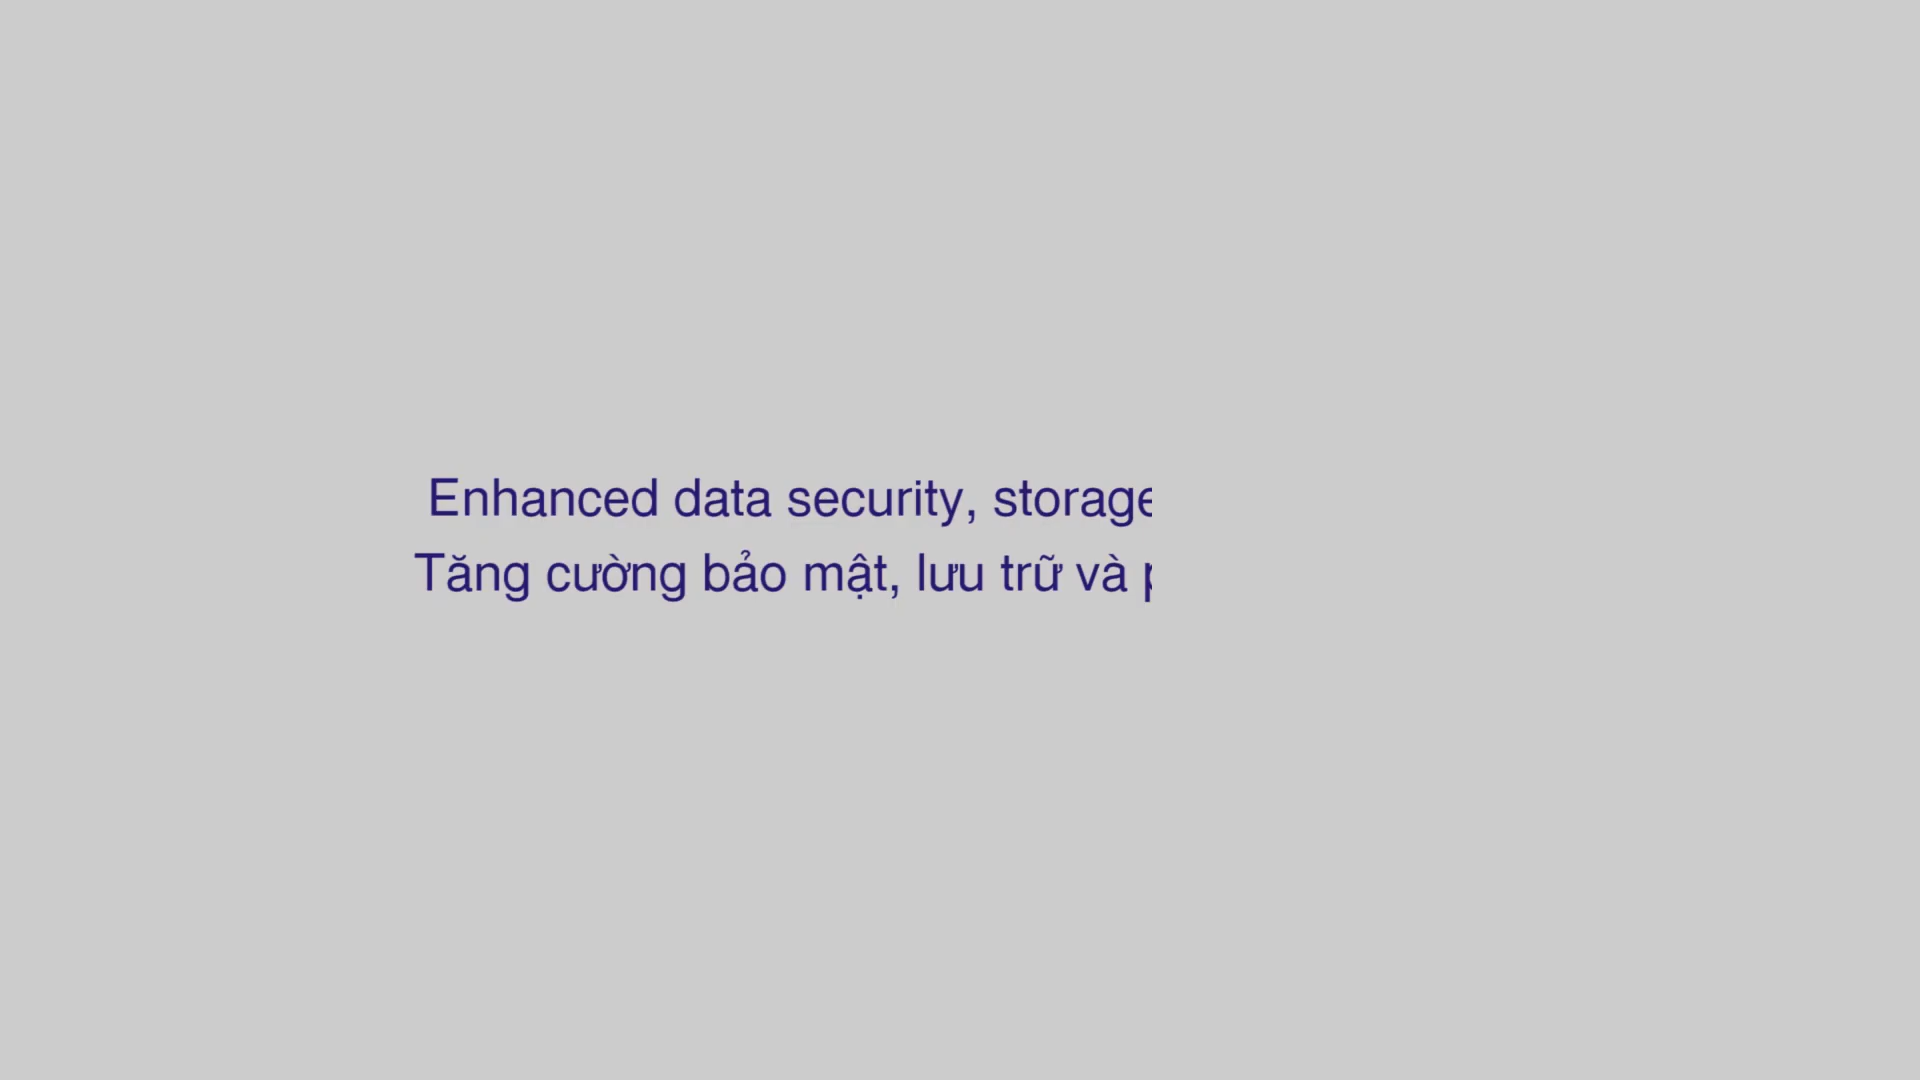 Enhanced data security, storage
Tăng cường bảo mật, lưu trữ và